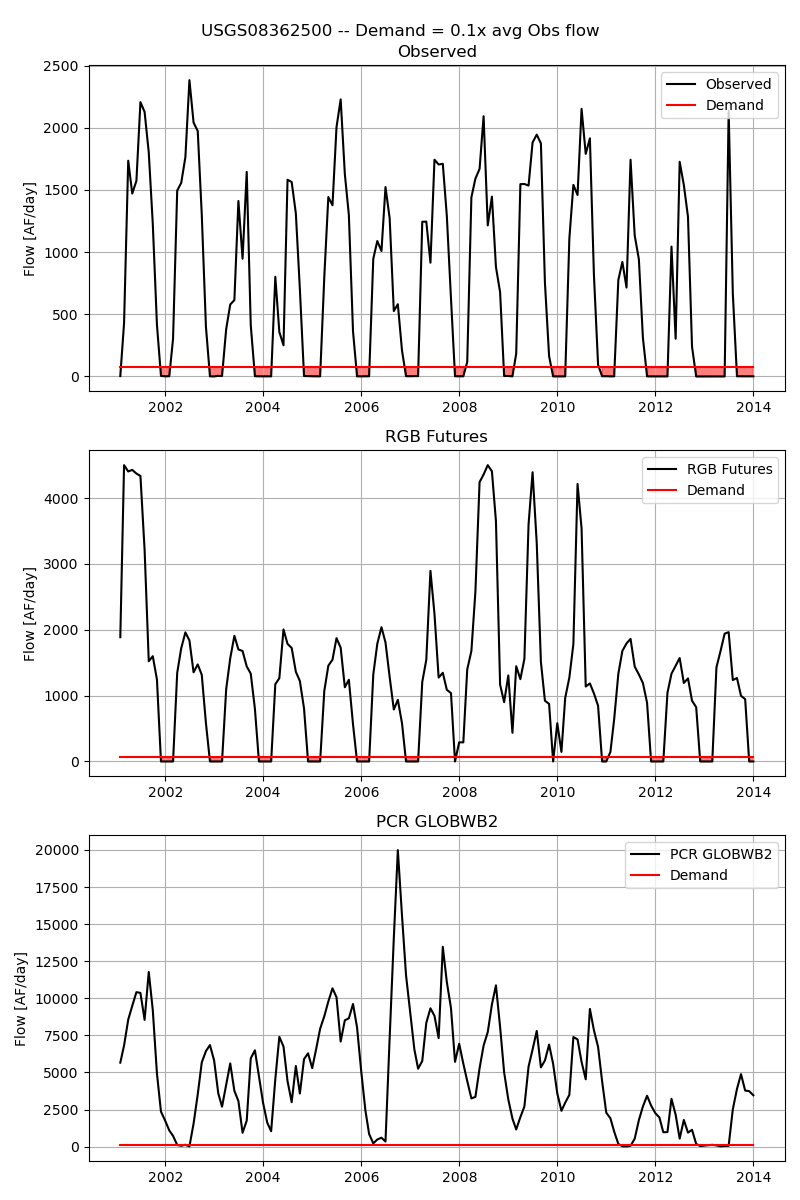 USGS08362500 -- Demand = 0.1x avg Obs flow
Observed
Flow [AF/day]
2500
2000
1500
1000
500
0
Observed
Demand
2002 2004 2006 2008 2010 2012 2014
RGB Futures
Flow [AF/day]
4000
3000
2000
1000
0
RGB Futures
Demand
2002 2004 2006 2008 2010 2012 2014
PCR GLOBWB2
Flow [AF/day]
20000
17500
15000
12500
10000
7500
5000
2500
0
PCR GLOBWB2
Demand
2002 2004 2006 2008 2010 2012 2014